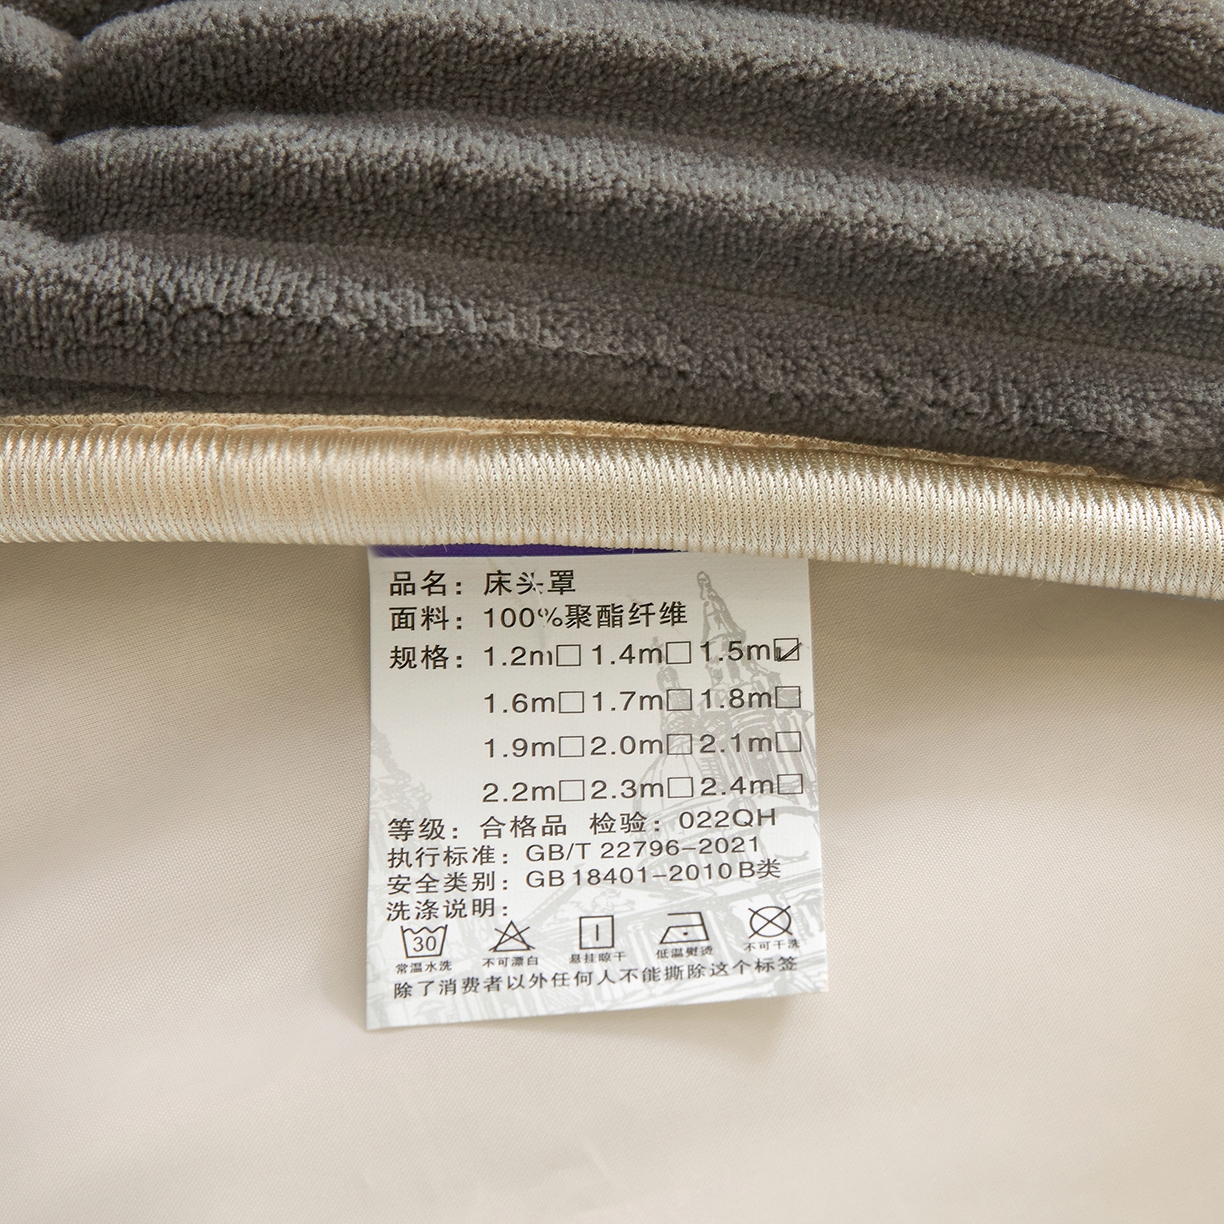 品名：床头罩
面料：100%聚酯纤维
规格：1.2m□ 1.4m□ 1.5m☑
1.6m□ 1.7m□ 1.8m□
1.9m□ 2.0m□ 2.1m□
2.2m□ 2.3m□ 2.4m□
等级：合格品 检验：022QH
执行标准：GB/T 22796-2021
安全类别：GB 18401-2010 B类
洗涤说明：
30
常温水洗 不可漂白 悬挂晾干 低温熨烫 不可干洗
除了消费者以外任何人不能撕除这个标签